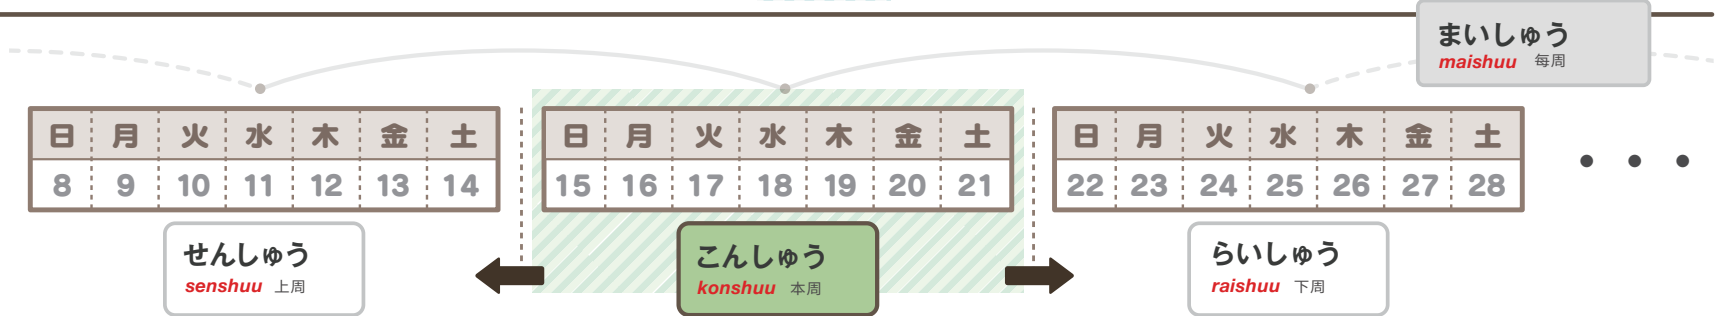 まいしゅう
maishuu 每周
日 月 火 水 木 金 土
8 9 10 11 12 13 14
日 月 火 水 木 金 土
15 16 17 18 19 20 21
日 月 火 水 木 金 土
22 23 24 25 26 27 28
せんしゅう
senshuu 上周
こんしゅう
konshuu 本周
らいしゅう
raishuu 下周